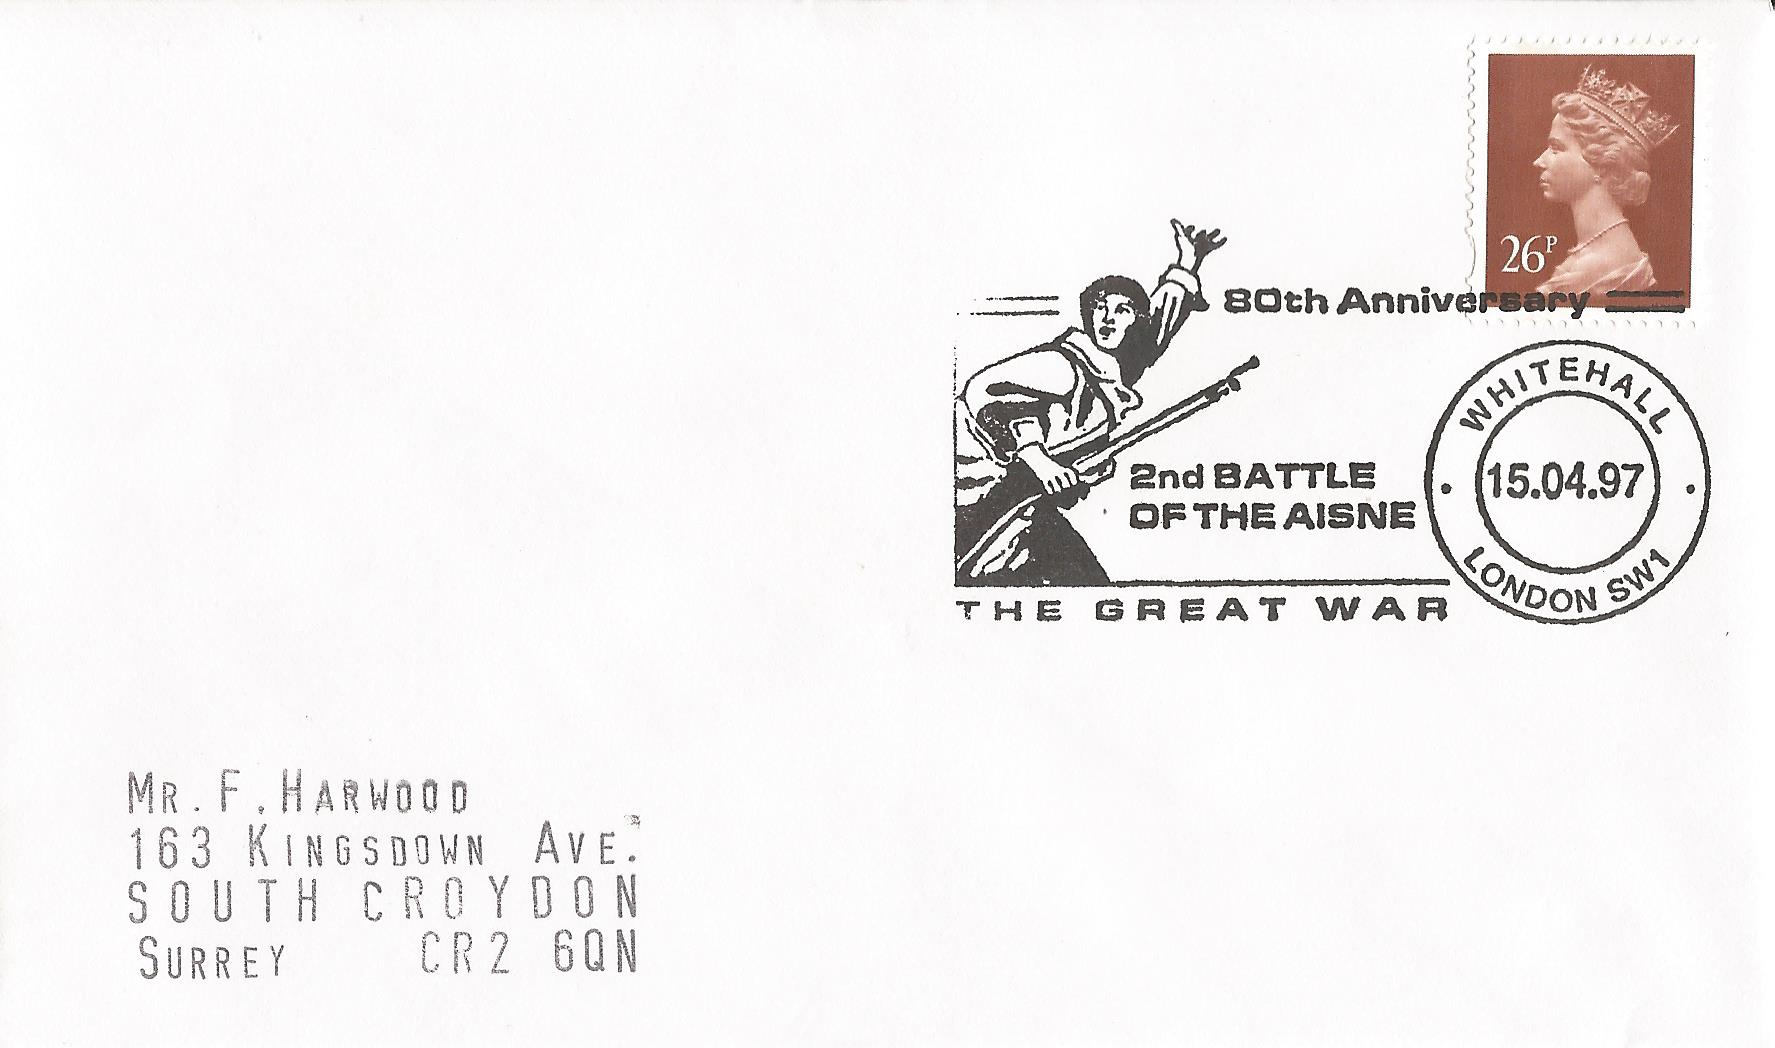 26P
80th Anniversary
WHITEHALL
15.04.97
LONDON SW1
2nd BATTLE
OF THE AISNE
THE GREAT WAR
MR. F. HARWOOD
163 KINGSDOWN AVE.
SOUTH CROYDON
SURREY CR2 6QN